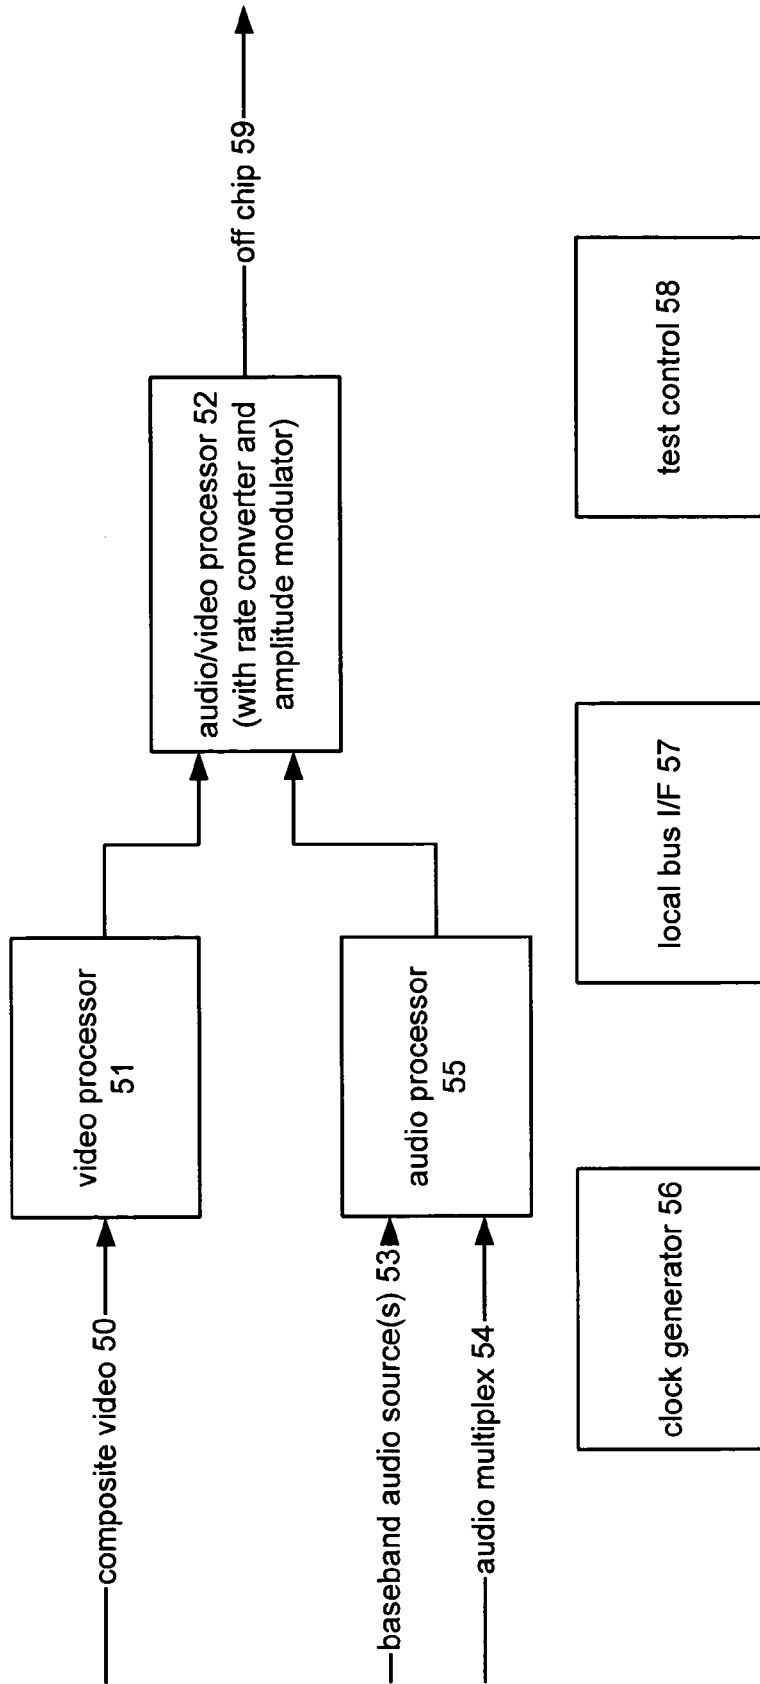 composite video 50
video processor
51
baseband audio source(s) 53
audio multiplex 54
audio processor
55
audio/video processor 52
(with rate converter and
amplitude modulator)
off chip 59
clock generator 56
local bus I/F 57
test control 58